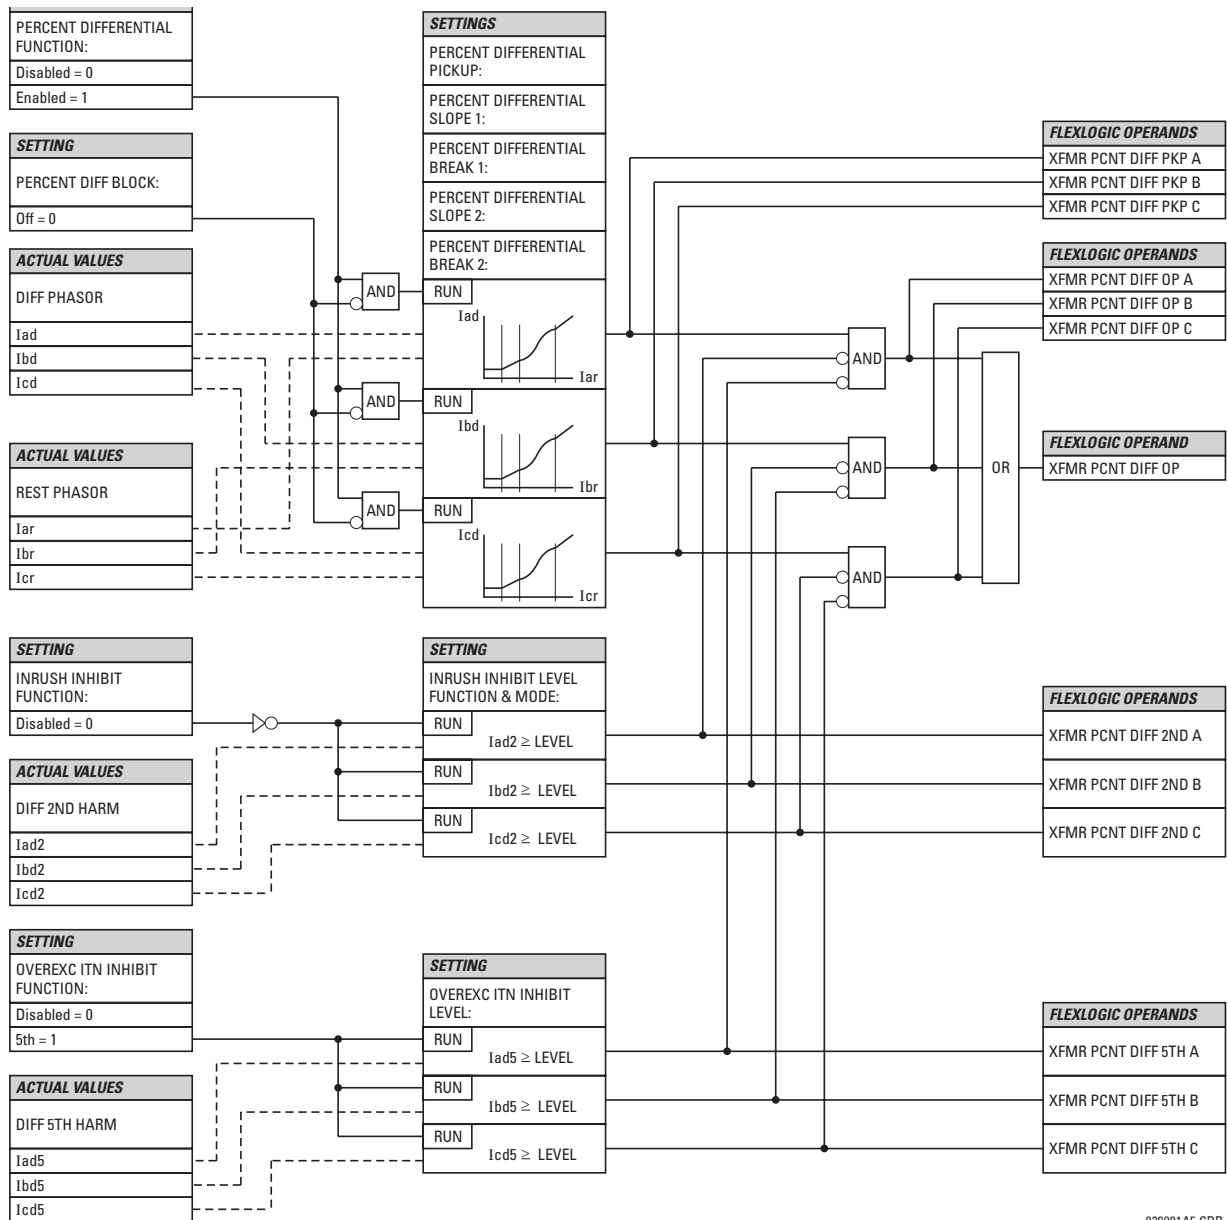 PERCENT DIFFERENTIAL
FUNCTION:
Disabled = 0
Enabled = 1
SETTING
PERCENT DIFF BLOCK:
Off = 0
ACTUAL VALUES
DIFF PHASOR
Iad
Ibd
Icd
ACTUAL VALUES
REST PHASOR
Iar
Ibr
Icr
SETTING
INRUSH INHIBIT
FUNCTION:
Disabled = 0
ACTUAL VALUES
DIFF 2ND HARM
Iad2
Ibd2
Icd2
SETTING
OVEREXC ITN INHIBIT
FUNCTION:
Disabled = 0
5th = 1
ACTUAL VALUES
DIFF 5TH HARM
Iad5
Ibd5
Icd5
AND
AND
AND
SETTINGS
PERCENT DIFFERENTIAL
PICKUP:
PERCENT DIFFERENTIAL
SLOPE 1:
PERCENT DIFFERENTIAL
BREAK 1:
PERCENT DIFFERENTIAL
SLOPE 2:
PERCENT DIFFERENTIAL
BREAK 2:
RUN
Iad
Iar
RUN
Ibd
Ibr
RUN
Icd
Icr
SETTING
INRUSH INHIBIT LEVEL
FUNCTION & MODE:
RUN
Iad2 ≥ LEVEL
RUN
Ibd2 ≥ LEVEL
RUN
Icd2 ≥ LEVEL
SETTING
OVEREXC ITN INHIBIT
LEVEL:
RUN
Iad5 ≥ LEVEL
RUN
Ibd5 ≥ LEVEL
RUN
Icd5 ≥ LEVEL
AND
AND
AND
OR
FLEXLOGIC OPERANDS
XFMR PCNT DIFF PKP A
XFMR PCNT DIFF PKP B
XFMR PCNT DIFF PKP C
FLEXLOGIC OPERANDS
XFMR PCNT DIFF OP A
XFMR PCNT DIFF OP B
XFMR PCNT DIFF OP C
FLEXLOGIC OPERAND
XFMR PCNT DIFF OP
FLEXLOGIC OPERANDS
XFMR PCNT DIFF 2ND A
XFMR PCNT DIFF 2ND B
XFMR PCNT DIFF 2ND C
FLEXLOGIC OPERANDS
XFMR PCNT DIFF 5TH A
XFMR PCNT DIFF 5TH B
XFMR PCNT DIFF 5TH C